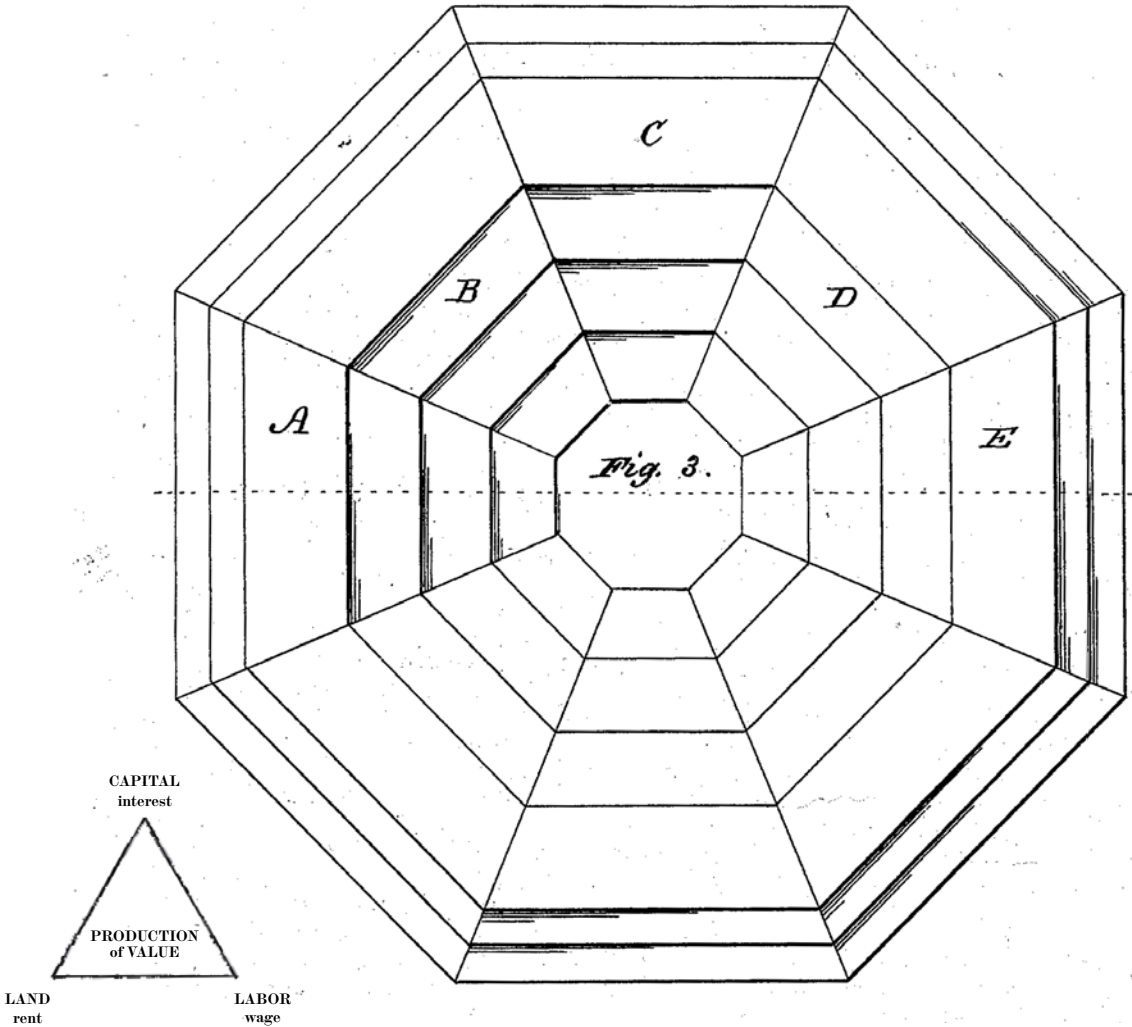 C
B
D
A
E
Fig. 3.
CAPITAL
interest
PRODUCTION
of VALUE
LAND
rent
LABOR
wage